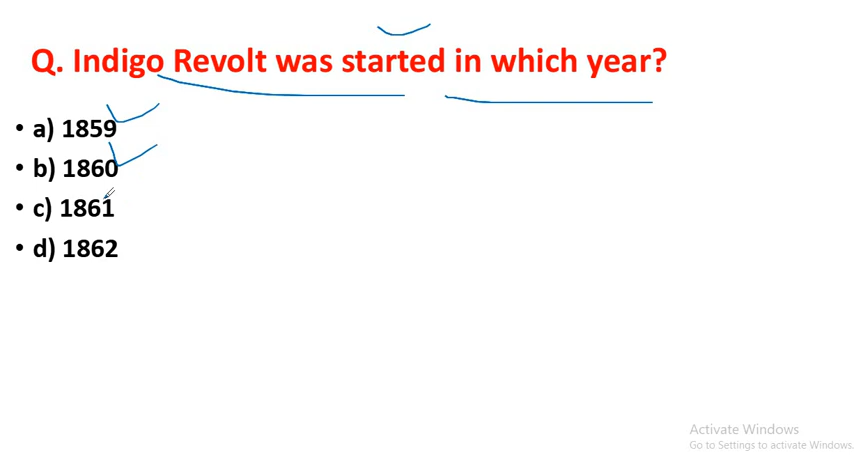 Q. Indigo Revolt was started in which year?
• a) 1859
• b) 1860
• c) 1861
• d) 1862
Activate Windows
Go to Settings to activate Windows.